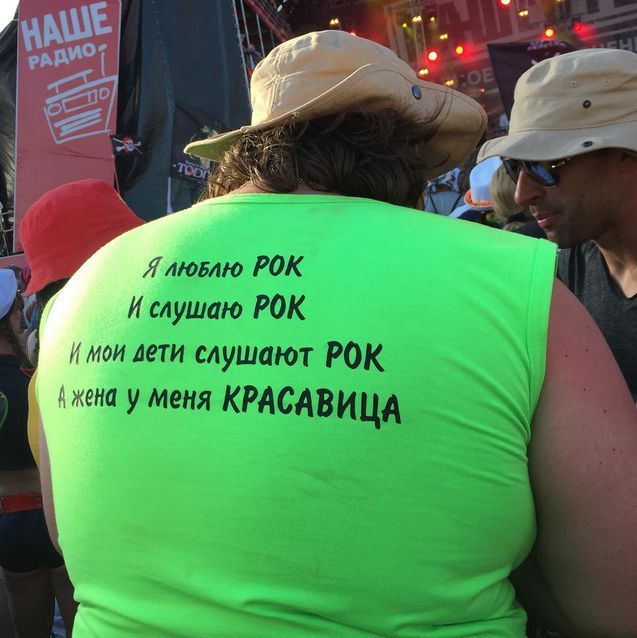 НАШЕ
РАДИО
Я люблю РОК
И слушаю РОК
И мои дети слушают РОК
А жена у меня КРАСАВИЦА